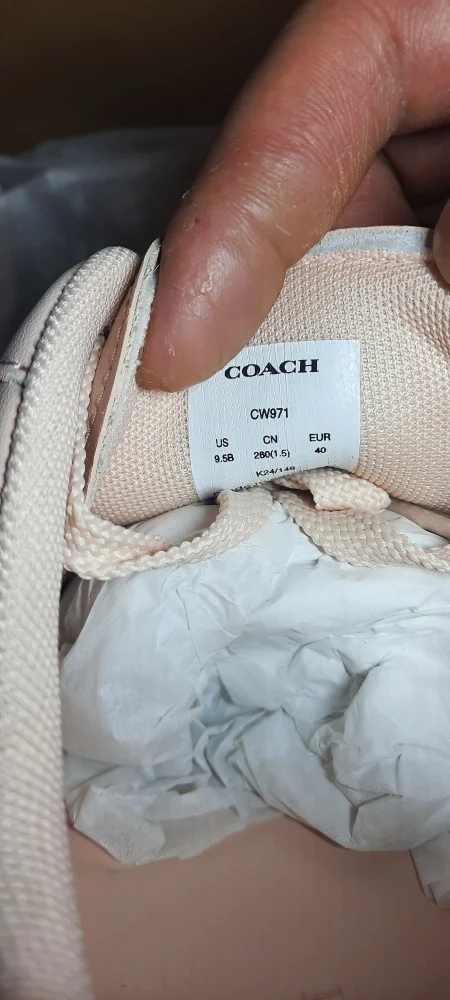 COACH
CW971
US CN EUR
9.5B 260(1.5) 40
K24/149